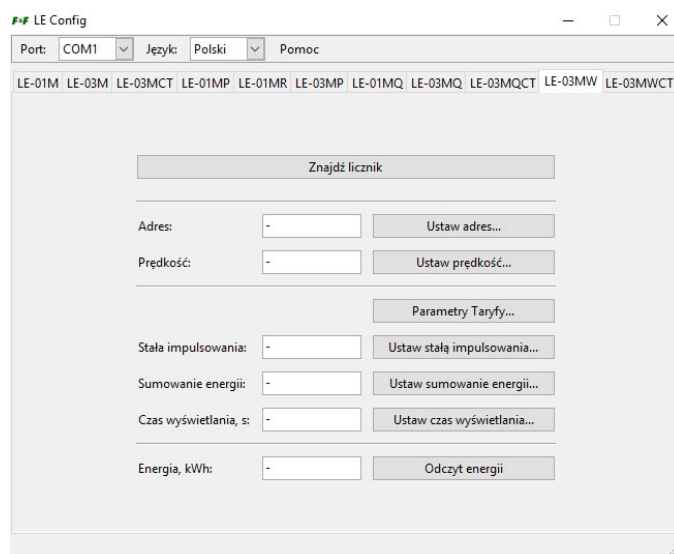 F&F LE Config
Port: COM1 Język: Polski Pomoc
LE-01M LE-03M LE-03MCT LE-01MP LE-01MR LE-03MP LE-01MQ LE-03MQ LE-03MQCT LE-03MW LE-03MWCT
Znajdź licznik
Adres: - Ustaw adres...
Prędkość: - Ustaw prędkość...
Parametry Taryfy...
Stała impulsowania: - Ustaw stałą impulsowania...
Sumowanie energii: - Ustaw sumowanie energii...
Czas wyświetlania, s: - Ustaw czas wyświetlania...
Energia, kWh: - Odczyt energii